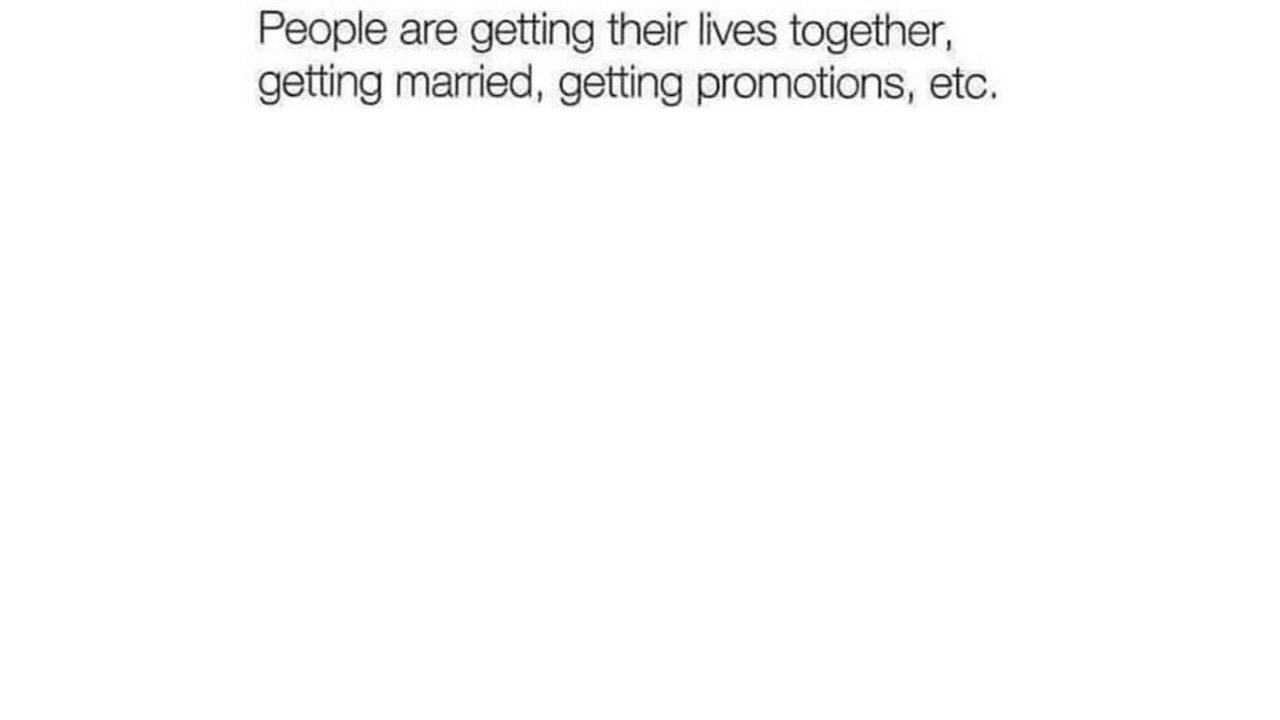 People are getting their lives together,
getting married, getting promotions, etc.